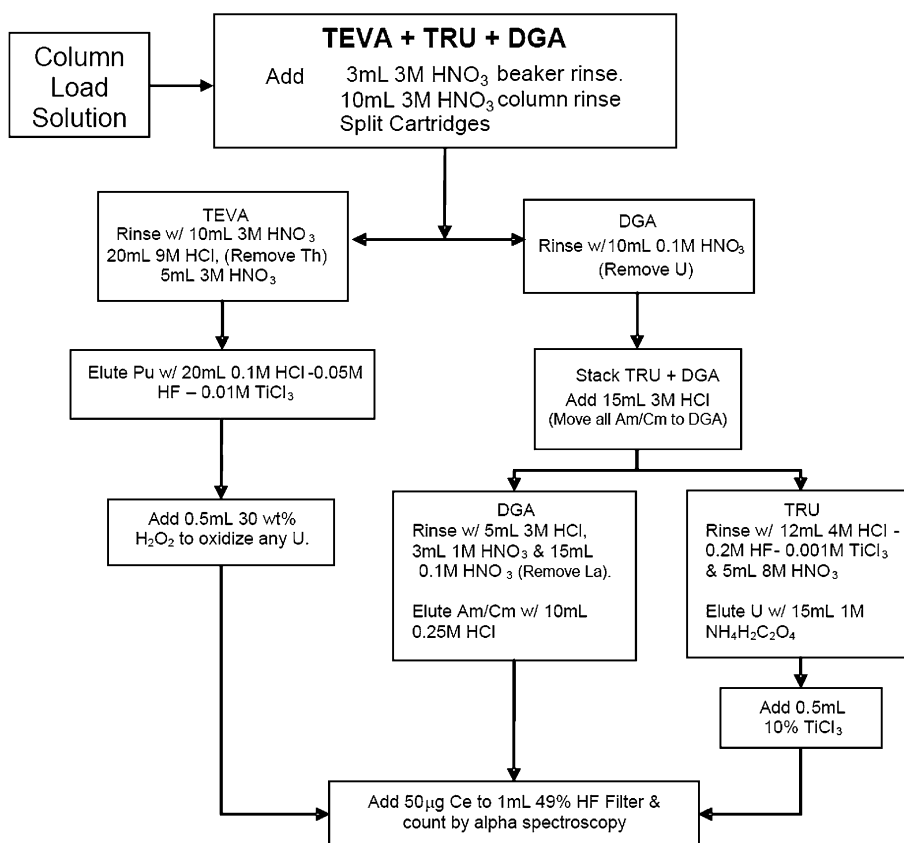 Column
Load
Solution
TEVA + TRU + DGA
Add 3mL 3M HNO₃ beaker rinse.
10mL 3M HNO₃ column rinse
Split Cartridges
TEVA
Rinse w/ 10mL 3M HNO₃
20mL 9M HCl, (Remove Th)
5mL 3M HNO₃
DGA
Rinse w/10mL 0.1M HNO₃
(Remove U)
Elute Pu w/ 20mL 0.1M HCl -0.05M
HF – 0.01M TiCl₃
Stack TRU + DGA
Add 15mL 3M HCl
(Move all Am/Cm to DGA)
Add 0.5mL 30 wt%
H₂O₂ to oxidize any U.
DGA
Rinse w/ 5mL 3M HCl,
3mL 1M HNO₃ & 15mL
0.1M HNO₃ (Remove La).
Elute Am/Cm w/ 10mL
0.25M HCl
TRU
Rinse w/ 12mL 4M HCl -
0.2M HF- 0.001M TiCl₃
& 5mL 8M HNO₃
Elute U w/ 15mL 1M
NH₄H₂C₂O₄
Add 0.5mL
10% TiCl₃
Add 50µg Ce to 1mL 49% HF Filter &
count by alpha spectroscopy